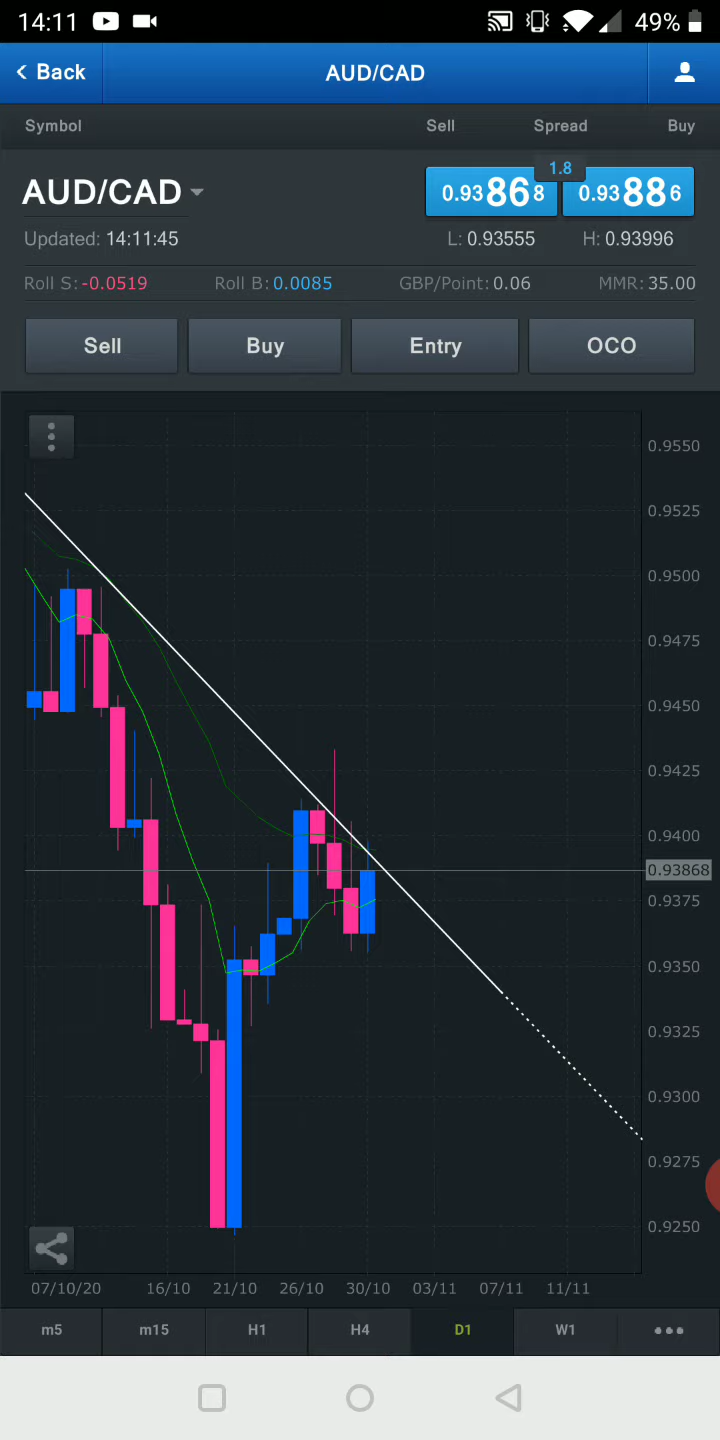 14:11 49%
Back AUD/CAD
Symbol Sell Spread Buy
1.8
AUD/CAD 0.93868 0.93886
Updated: 14:11:45 L: 0.93555 H: 0.93996
Roll S: -0.0519 Roll B: 0.0085 GBP/Point: 0.06 MMR: 35.00
Sell Buy Entry OCO
0.9550
0.9525
0.9500
0.9475
0.9450
0.9425
0.9400
0.93868
0.9375
0.9350
0.9325
0.9300
0.9275
0.9250
07/10/20 16/10 21/10 26/10 30/10 03/11 07/11 11/11
m5 m15 H1 H4 D1 W1